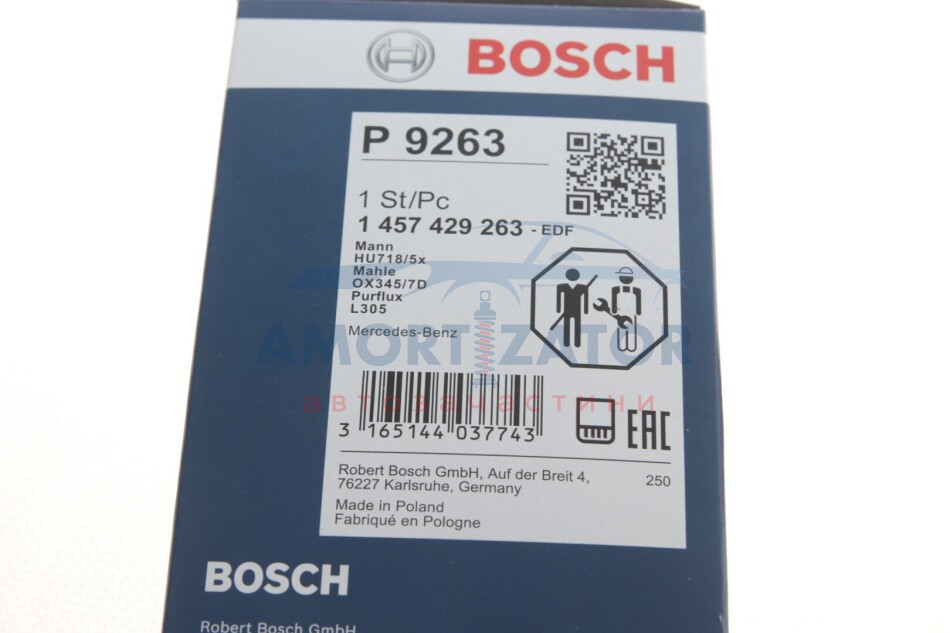 BOSCH
P 9263
1 St/Pc
1 457 429 263 - EDF
Mann
HU718/5x
Mahle
OX345/7D
Purflux
L305
Mercedes-Benz
AMORTIZATOR
автозапчастини
3 165144 037743
EAC
Robert Bosch GmbH, Auf der Breit 4,
76227 Karlsruhe, Germany
250
Made in Poland
Fabriqué en Pologne
BOSCH
Robert Bosch GmbH